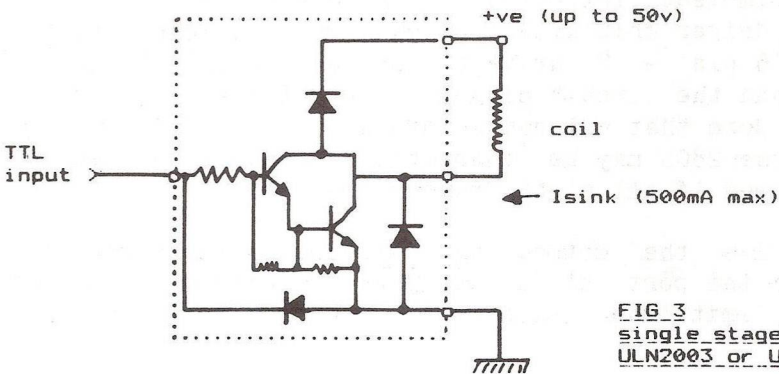 +ve (up to 50v)
coil
TTL
input
Isink (500mA max)
FIG 3
single stage
ULN2003 or U